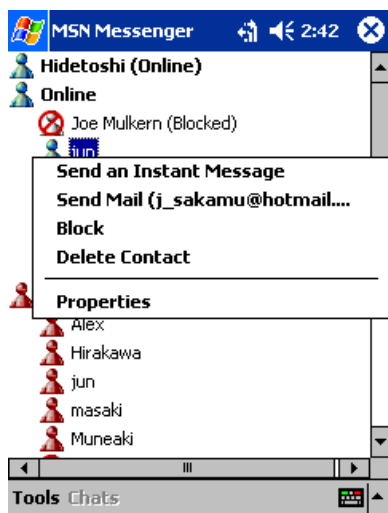 MSN Messenger 2:42
Hidetoshi (Online)
Online
Joe Mulkern (Blocked)
jun
Send an Instant Message
Send Mail (j_sakamu@hotmail....
Block
Delete Contact
Properties
Alex
Hirakawa
jun
masaki
Muneaki
Tools Chats